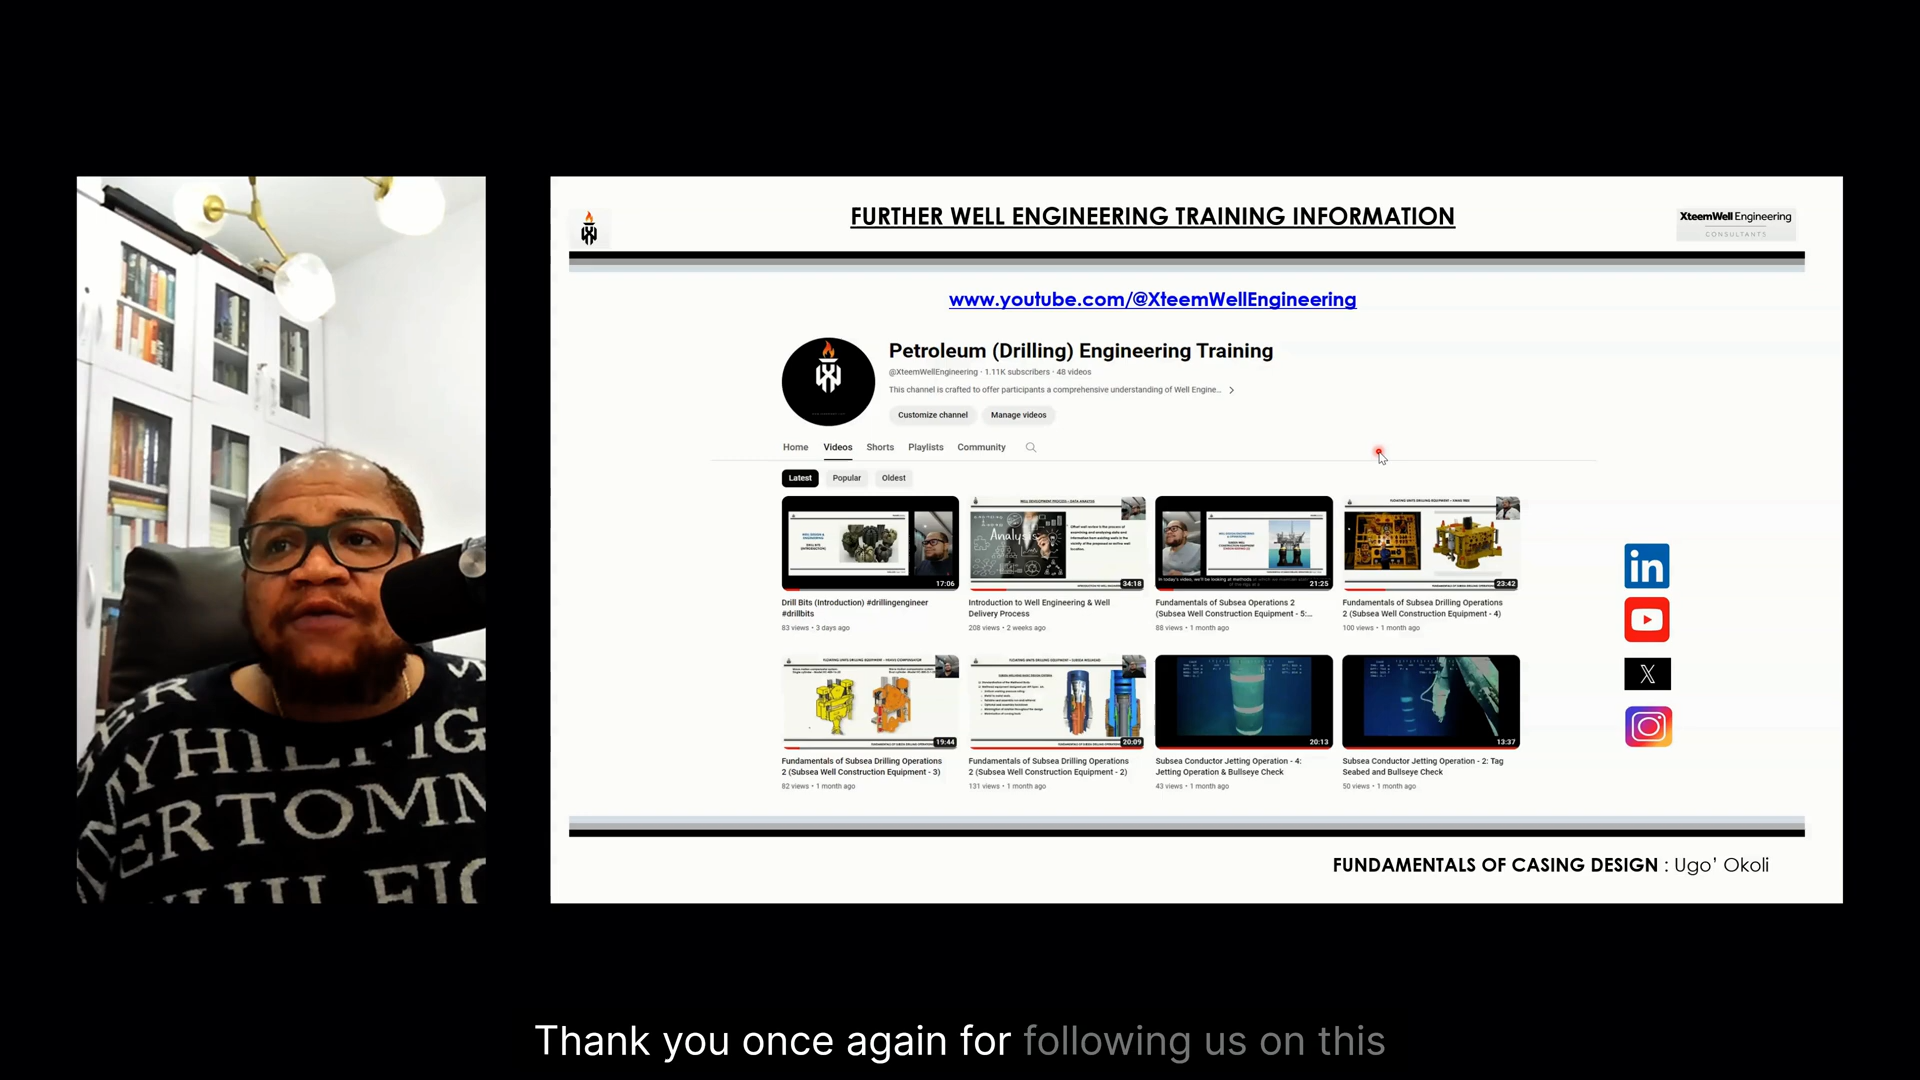 FURTHER WELL ENGINEERING TRAINING INFORMATION
XteemWell Engineering
CONSULTANTS
www.youtube.com/@XteemWellEngineering
Petroleum (Drilling) Engineering Training
@XteemWellEngineering · 1.11K subscribers · 48 videos
This channel is crafted to offer participants a comprehensive understanding of Well Engine...
Customize channel Manage videos
Home Videos Shorts Playlists Community
Latest Popular Oldest
Analysis
17:06 34:18 21:25 23:42
Drill Bits (Introduction) #drillingengineer
#drillbits
83 views • 3 days ago
Introduction to Well Engineering & Well
Delivery Process
208 views • 2 weeks ago
Fundamentals of Subsea Operations 2
(Subsea Well Construction Equipment - 5:...
88 views • 1 month ago
Fundamentals of Subsea Drilling Operations
2 (Subsea Well Construction Equipment - 4)
100 views • 1 month ago
19:44 20:09 20:13 13:37
Fundamentals of Subsea Drilling Operations
2 (Subsea Well Construction Equipment - 3)
82 views • 1 month ago
Fundamentals of Subsea Drilling Operations
2 (Subsea Well Construction Equipment - 2)
131 views • 1 month ago
Subsea Conductor Jetting Operation - 4:
Jetting Operation & Bullseye Check
43 views • 1 month ago
Subsea Conductor Jetting Operation - 2: Tag
Seabed and Bullseye Check
50 views • 1 month ago
in
X
FUNDAMENTALS OF CASING DESIGN : Ugo' Okoli
Thank you once again for following us on this